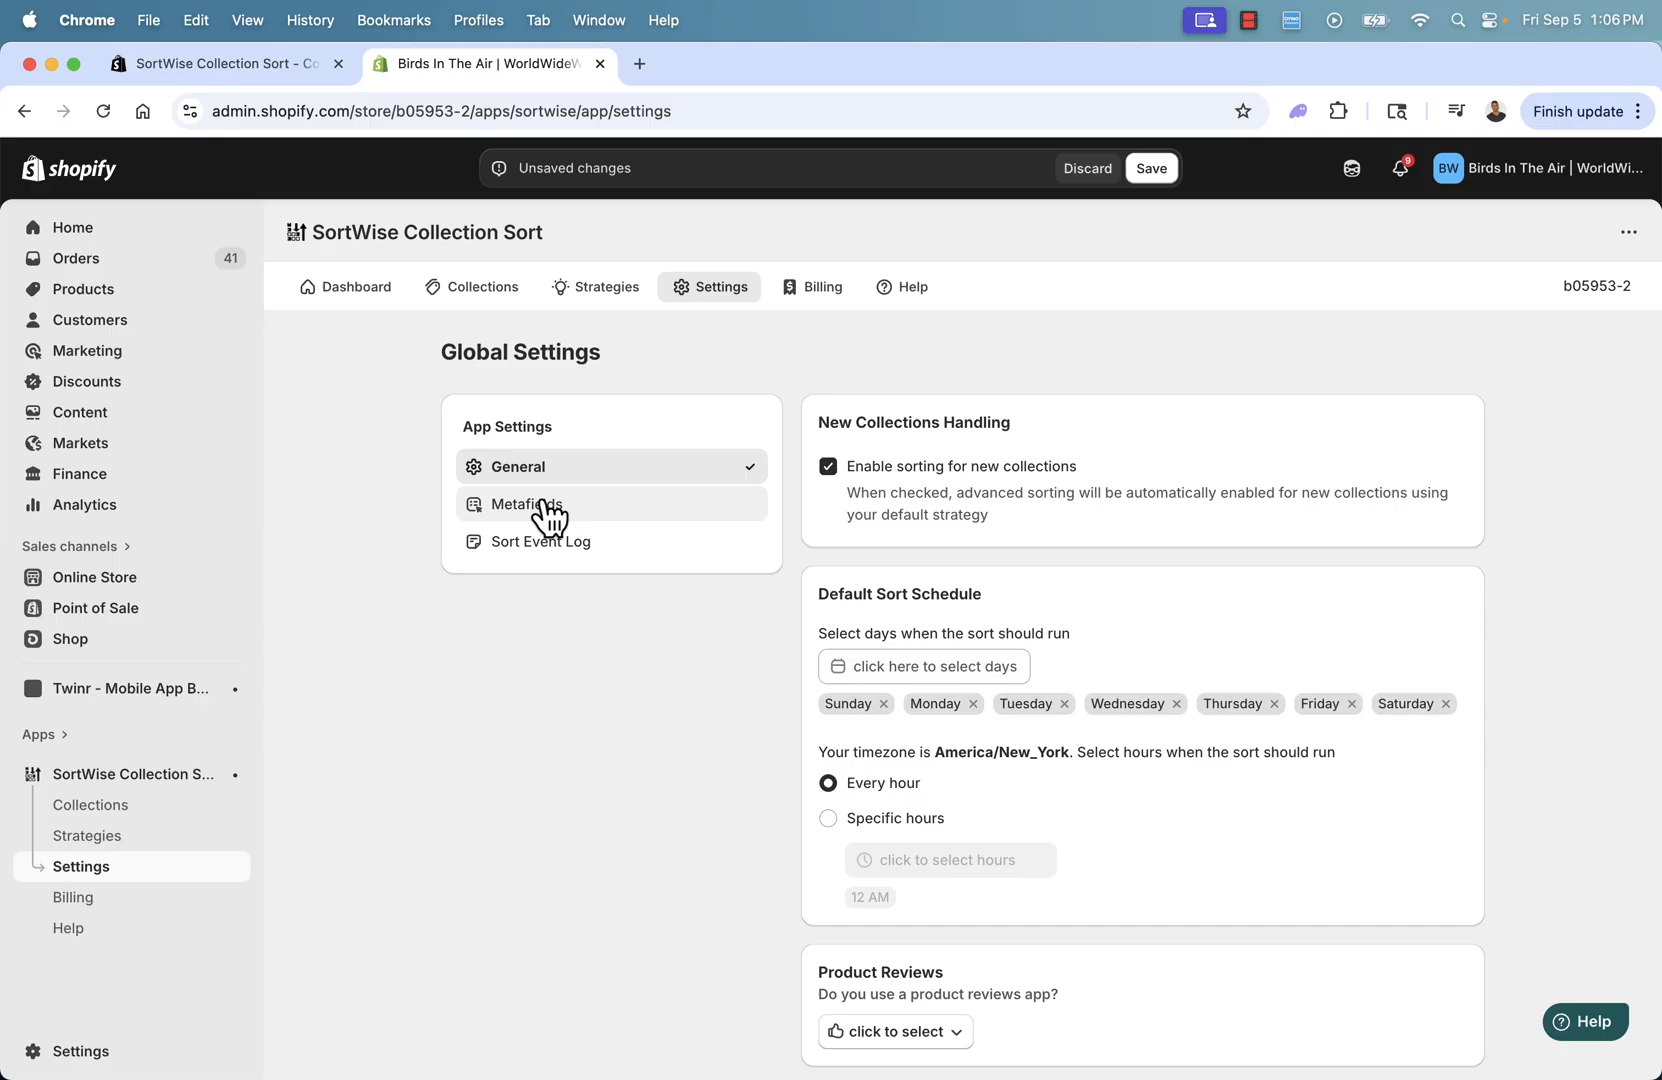 Chrome File Edit View History Bookmarks Profiles Tab Window Help Fri Sep 5 1:06 PM
SortWise Collection Sort - Co
Birds In The Air | WorldWideW
admin.shopify.com/store/b05953-2/apps/sortwise/app/settings
Finish update
shopify
Unsaved changes
Discard
Save
9
BW
Birds In The Air | WorldWi...
Home
Orders
41
Products
Customers
Marketing
Discounts
Content
Markets
Finance
Analytics
Sales channels
Online Store
Point of Sale
Shop
Twinr - Mobile App B...
Apps
SortWise Collection S...
Collections
Strategies
Settings
Billing
Help
Settings
SortWise Collection Sort
Dashboard
Collections
Strategies
Settings
Billing
Help
b05953-2
Global Settings
App Settings
General
Metafields
Sort Event Log
New Collections Handling
Enable sorting for new collections
When checked, advanced sorting will be automatically enabled for new collections using
your default strategy
Default Sort Schedule
Select days when the sort should run
click here to select days
Sunday
Monday
Tuesday
Wednesday
Thursday
Friday
Saturday
Your timezone is America/New_York. Select hours when the sort should run
Every hour
Specific hours
click to select hours
12 AM
Product Reviews
Do you use a product reviews app?
click to select
Help